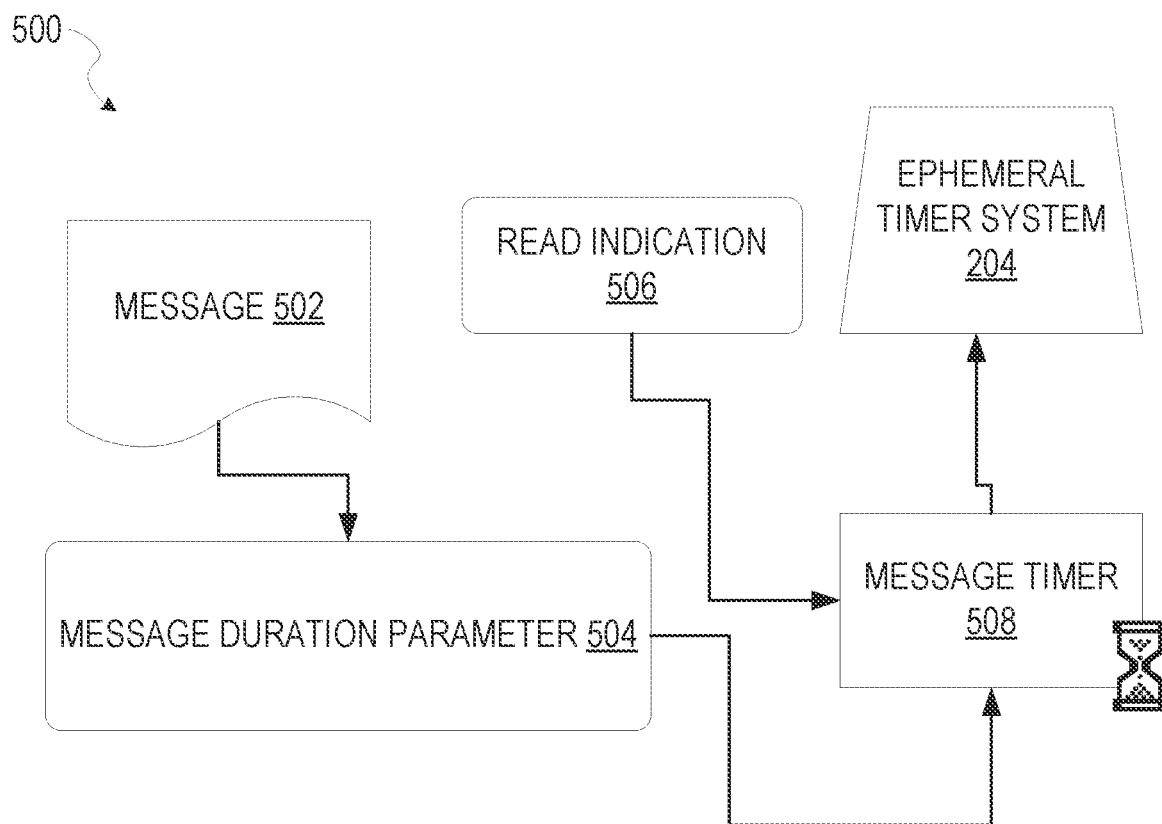 500
EPHEMERAL
TIMER SYSTEM
204
READ INDICATION
506
MESSAGE 502
MESSAGE TIMER
508
MESSAGE DURATION PARAMETER 504